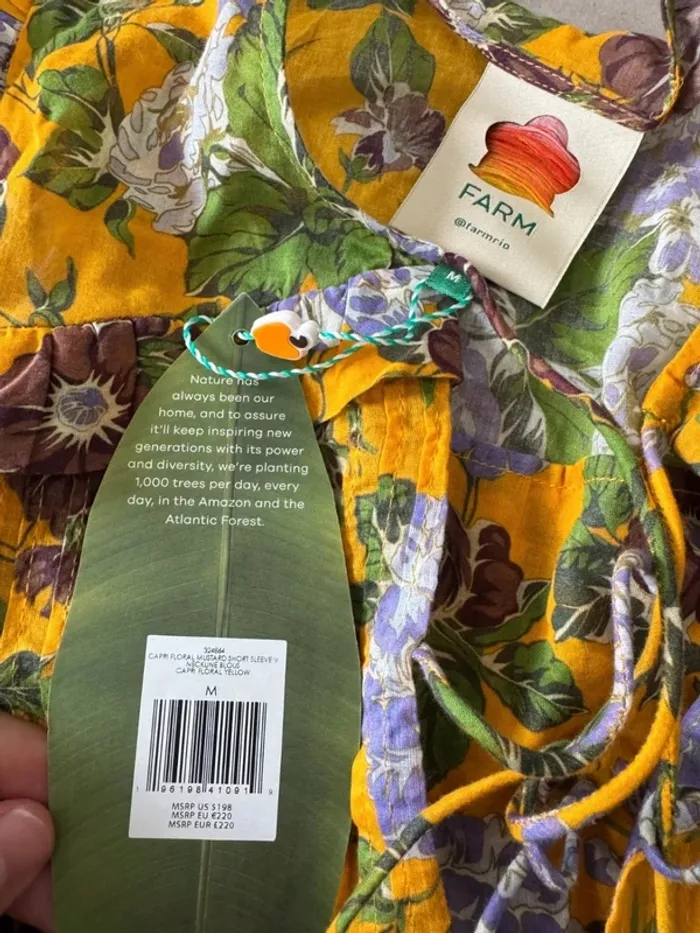 FARM
@farmrio
M
Nature has
always been our
home, and to assure
it'll keep inspiring new
generations with its power
and diversity, we're planting
1,000 trees per day, every
day, in the Amazon and the
Atlantic Forest.
324664
CAPRI FLORAL MUSTARD SHORT SLEEVE V
NECKLINE BLOUS
CAPRI FLORAL YELLOW
M
1 96198 41091 9
MSRP US $198
MSRP EU €220
MSRP EUR £220